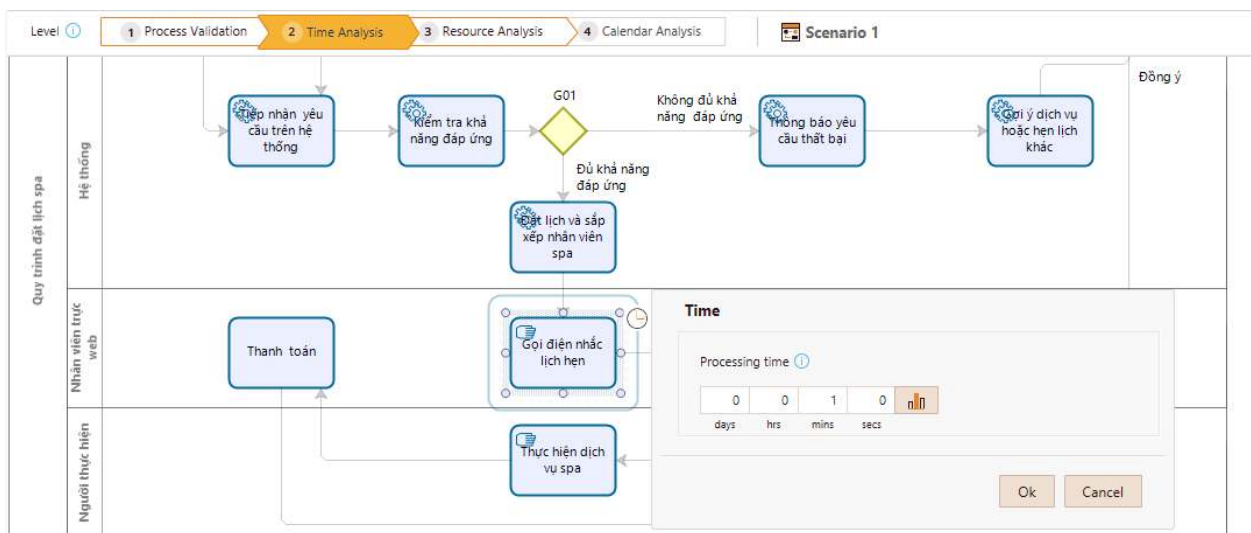 Level
1 Process Validation
2 Time Analysis
3 Resource Analysis
4 Calendar Analysis
Scenario 1
Quy trình đặt lịch spa
Hệ thống
Tiếp nhận yêu
cầu trên hệ
thống
Kiểm tra khả
năng đáp ứng
G01
Không đủ khả
năng đáp ứng
Thông báo yêu
cầu thất bại
Gợi ý dịch vụ
hoặc hẹn lịch
khác
Đồng ý
Đủ khả năng
đáp ứng
Đặt lịch và sắp
xếp nhân viên
spa
Nhân viên trực
web
Thanh toán
Gọi điện nhắc
lịch hẹn
Người thực hiện
Thực hiện dịch
vụ spa
Time
Processing time
0 0 1 0
days hrs mins secs
Ok Cancel